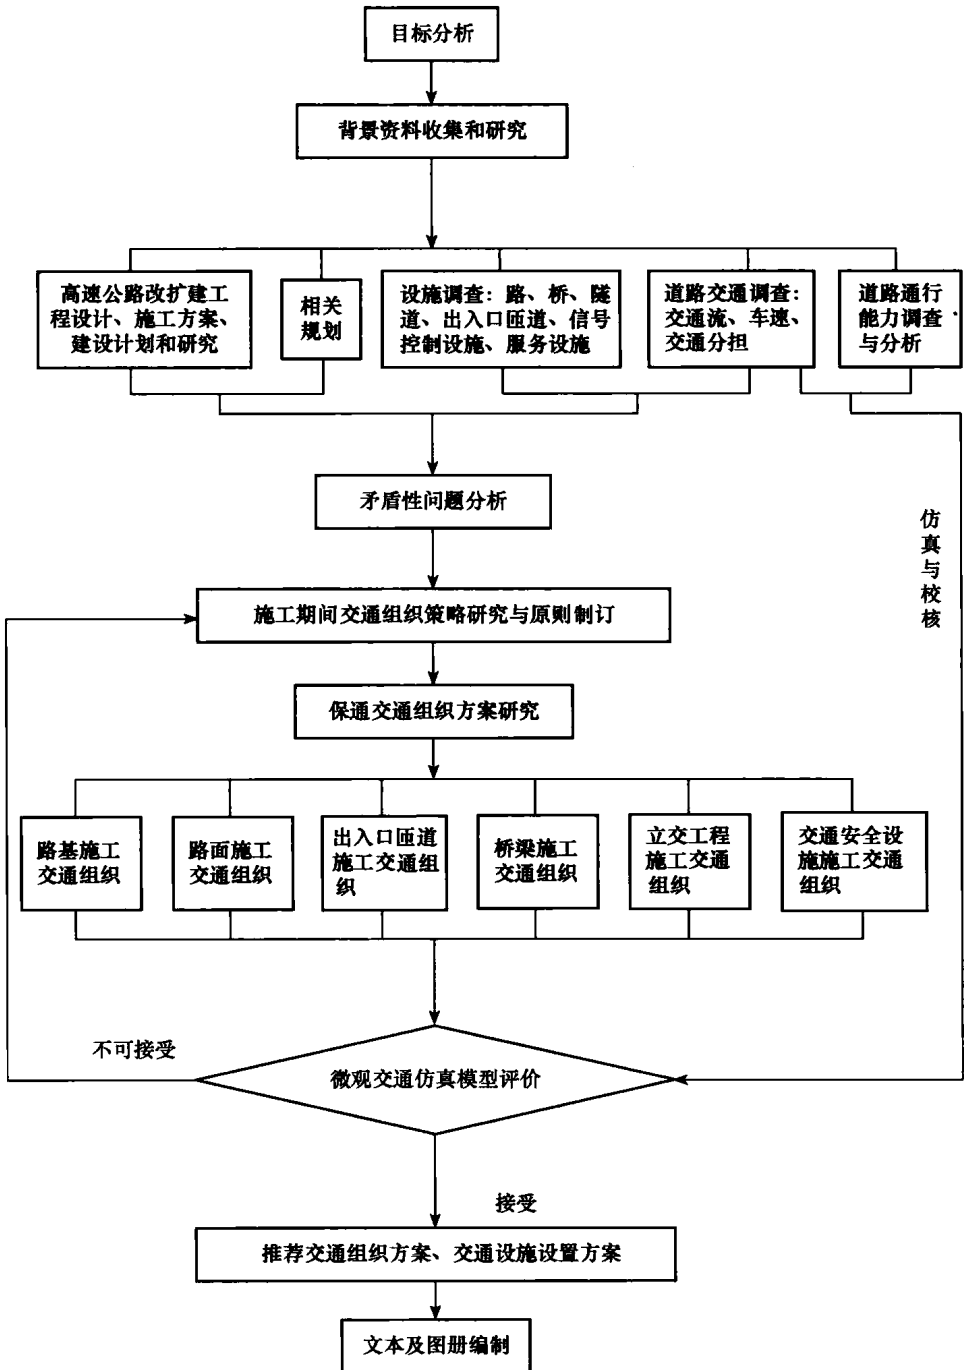 目标分析
背景资料收集和研究
高速公路改扩建工
程设计、施工方案、
建设计划和研究
相关
规划
设施调查：路、桥、隧
道、出入口匝道、信号
控制设施、服务设施
道路交通调查：
交通流、车速、
交通分担
道路通行
能力调查
与分析
矛盾性问题分析
仿真与校核
施工期间交通组织策略研究与原则制订
保通交通组织方案研究
路基施工
交通组织
路面施工
交通组织
出入口匝道
施工交通组
织
桥梁施工
交通组织
立交工程
施工交通
组织
交通安全设
施施工交通
组织
不可接受
微观交通仿真模型评价
接受
推荐交通组织方案、交通设施设置方案
文本及图册编制